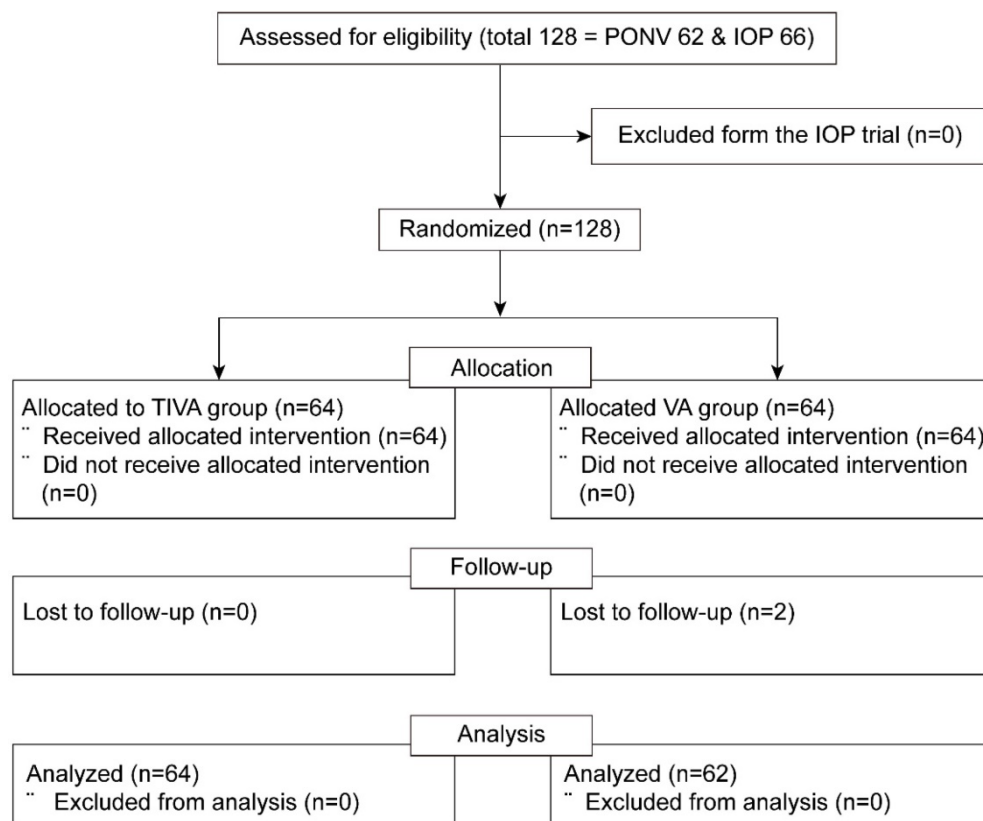 Assessed for eligibility (total 128 = PONV 62 & IOP 66)
Excluded form the IOP trial (n=0)
Randomized (n=128)
Allocation
Allocated to TIVA group (n=64)
¨ Received allocated intervention (n=64)
¨ Did not receive allocated intervention
(n=0)
Allocated VA group (n=64)
¨ Received allocated intervention (n=64)
¨ Did not receive allocated intervention
(n=0)
Follow-up
Lost to follow-up (n=0)
Lost to follow-up (n=2)
Analysis
Analyzed (n=64)
¨ Excluded from analysis (n=0)
Analyzed (n=62)
¨ Excluded from analysis (n=0)